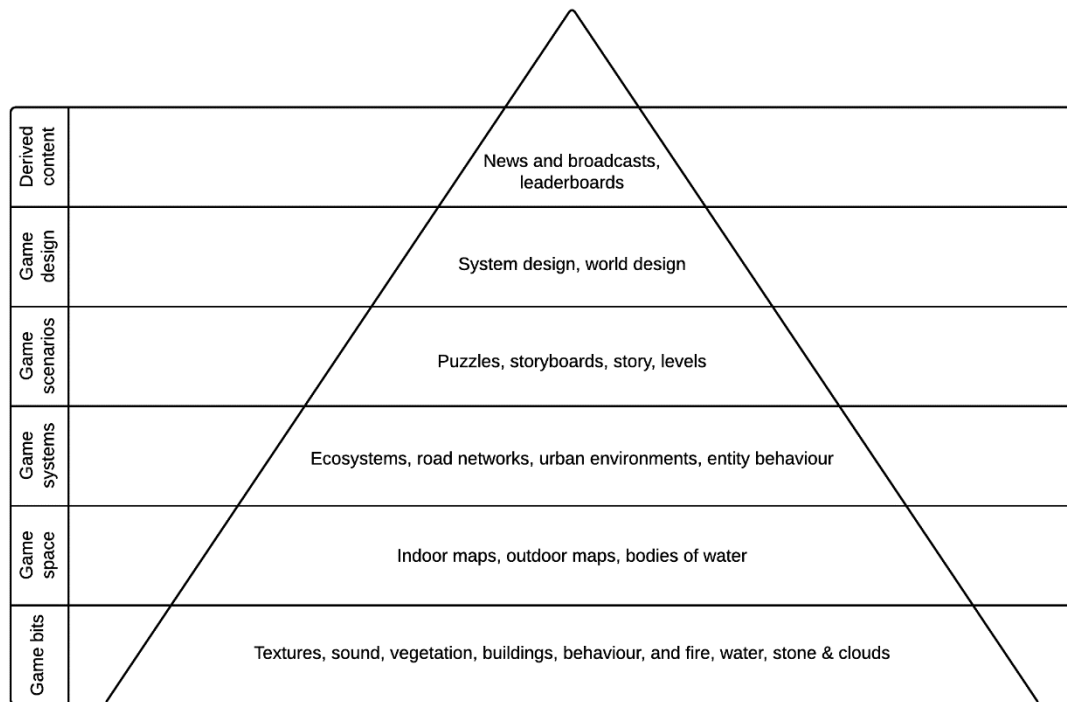 Derived
content
News and broadcasts,
leaderboards
Game
design
System design, world design
Game
scenarios
Puzzles, storyboards, story, levels
Game
systems
Ecosystems, road networks, urban environments, entity behaviour
Game
space
Indoor maps, outdoor maps, bodies of water
Game bits
Textures, sound, vegetation, buildings, behaviour, and fire, water, stone & clouds